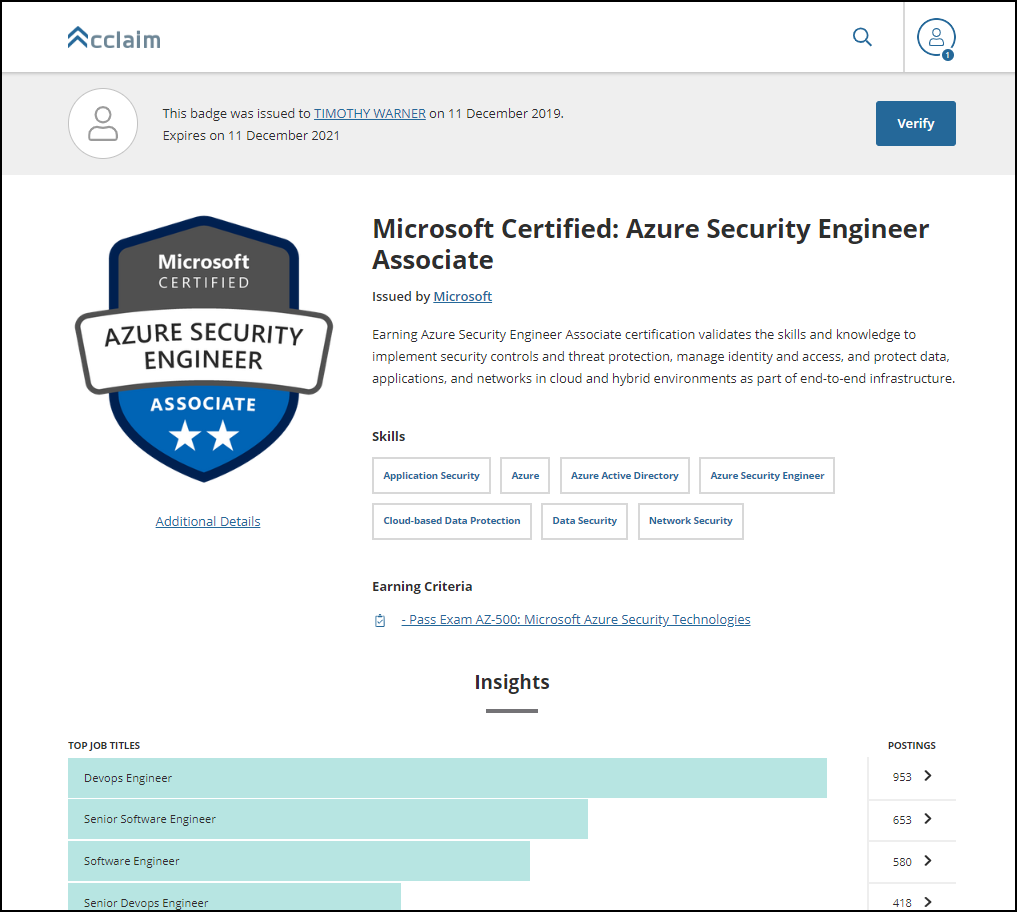 cclaim
1
This badge was issued to TIMOTHY WARNER on 11 December 2019.
Expires on 11 December 2021
Verify
Microsoft
CERTIFIED
AZURE SECURITY
ENGINEER
ASSOCIATE
Additional Details
Microsoft Certified: Azure Security Engineer
Associate
Issued by Microsoft
Earning Azure Security Engineer Associate certification validates the skills and knowledge to
implement security controls and threat protection, manage identity and access, and protect data,
applications, and networks in cloud and hybrid environments as part of end-to-end infrastructure.
Skills
Application Security Azure Azure Active Directory Azure Security Engineer
Cloud-based Data Protection Data Security Network Security
Earning Criteria
- Pass Exam AZ-500: Microsoft Azure Security Technologies
Insights
TOP JOB TITLES POSTINGS
Devops Engineer 953
Senior Software Engineer 653
Software Engineer 580
Senior Devops Engineer 418